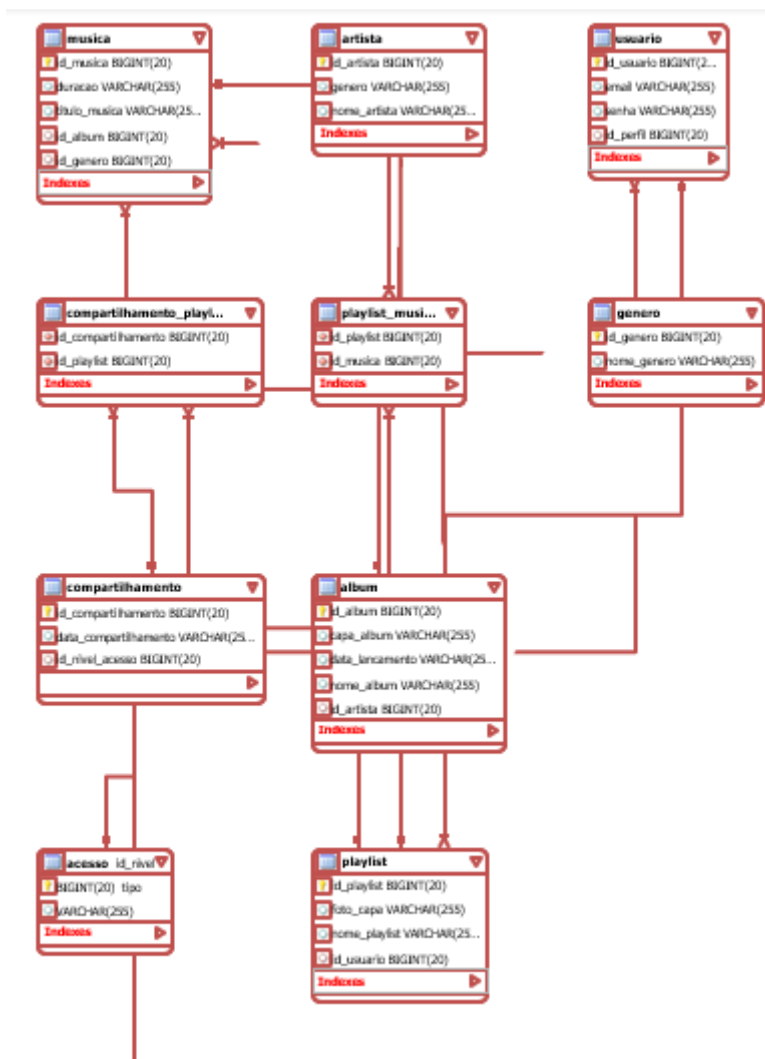 musica
id_musica BIGINT(20)
duracao VARCHAR(255)
titulo_musica VARCHAR(25...
id_album BIGINT(20)
id_genero BIGINT(20)
Indexes
artista
id_artista BIGINT(20)
genero VARCHAR(255)
nome_artista VARCHAR(25...
Indexes
usuario
id_usuario BIGINT(2...
email VARCHAR(255)
senha VARCHAR(255)
id_perfil BIGINT(20)
Indexes
compartilhamento_playl...
id_compartilhamento BIGINT(20)
id_playlist BIGINT(20)
Indexes
playlist_musi...
id_playlist BIGINT(20)
id_musica BIGINT(20)
Indexes
genero
id_genero BIGINT(20)
nome_genero VARCHAR(255)
Indexes
compartilhamento
id_compartilhamento BIGINT(20)
data_compartilhamento VARCHAR(25...
id_nivel_acesso BIGINT(20)
album
id_album BIGINT(20)
capa_album VARCHAR(255)
data_lancamento VARCHAR(25...
nome_album VARCHAR(255)
id_artista BIGINT(20)
Indexes
acesso id_nivel
BIGINT(20) tipo
VARCHAR(255)
Indexes
playlist
id_playlist BIGINT(20)
foto_capa VARCHAR(255)
nome_playlist VARCHAR(25...
id_usuario BIGINT(20)
Indexes